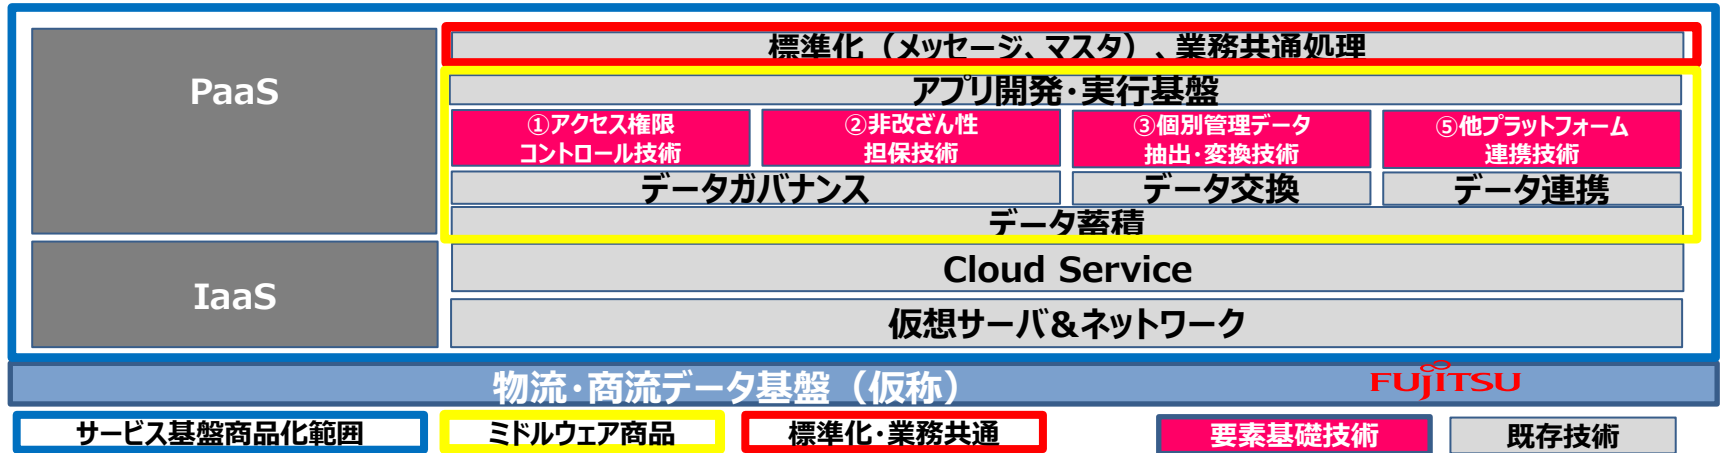 PaaS
標準化（メッセージ、マスタ）、業務共通処理
アプリ開発・実行基盤
①アクセス権限
コントロール技術
②非改ざん性
担保技術
③個別管理データ
抽出・変換技術
⑤他プラットフォーム
連携技術
データガバナンス
データ交換
データ連携
データ蓄積
IaaS
Cloud Service
仮想サーバ&ネットワーク
物流・商流データ基盤（仮称）
FUJITSU
サービス基盤商品化範囲
ミドルウェア商品
標準化・業務共通
要素基礎技術
既存技術